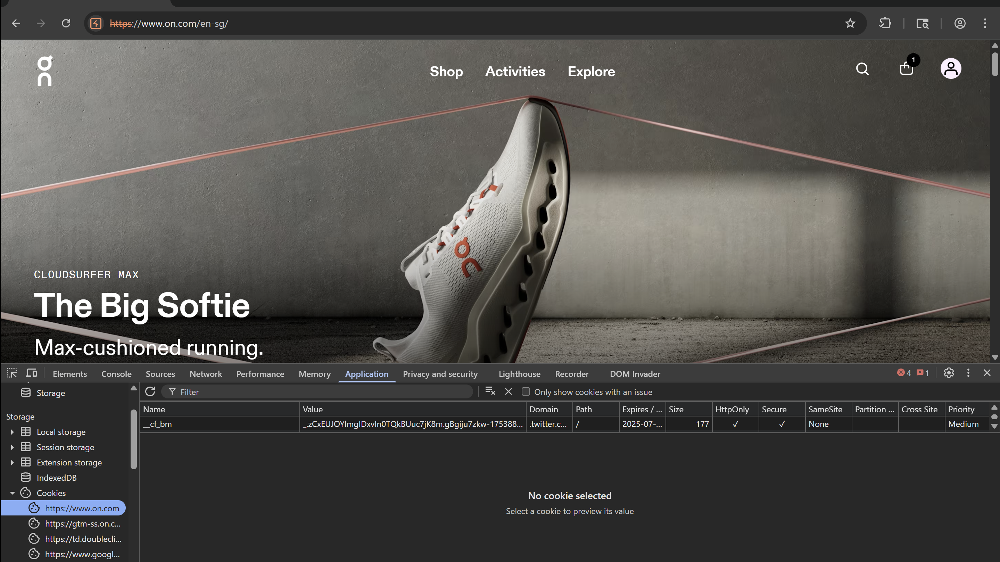 https://www.on.com/en-sg/
on
Shop Activities Explore
1
CLOUDSURFER MAX
The Big Softie
Max-cushioned running.
Elements Console Sources Network Performance Memory Application Privacy and security Lighthouse Recorder DOM Invader 4 1
Storage
Filter
Only show cookies with an issue
Name Value Domain Path Expires / ... Size HttpOnly Secure SameSite Partition ... Cross Site Priority
__cf_bm _.zCxEUJOYlmgIDxvIn0TQkBUuc7jK8m.gBgiju7zkw-175388... .twitter.c... / 2025-07-... 177 ✓ ✓ None Medium
Storage
Local storage
Session storage
Extension storage
IndexedDB
Cookies
https://www.on.com
https://gtm-ss.on.c...
https://td.doublecli...
https://www.googl...
No cookie selected
Select a cookie to preview its value